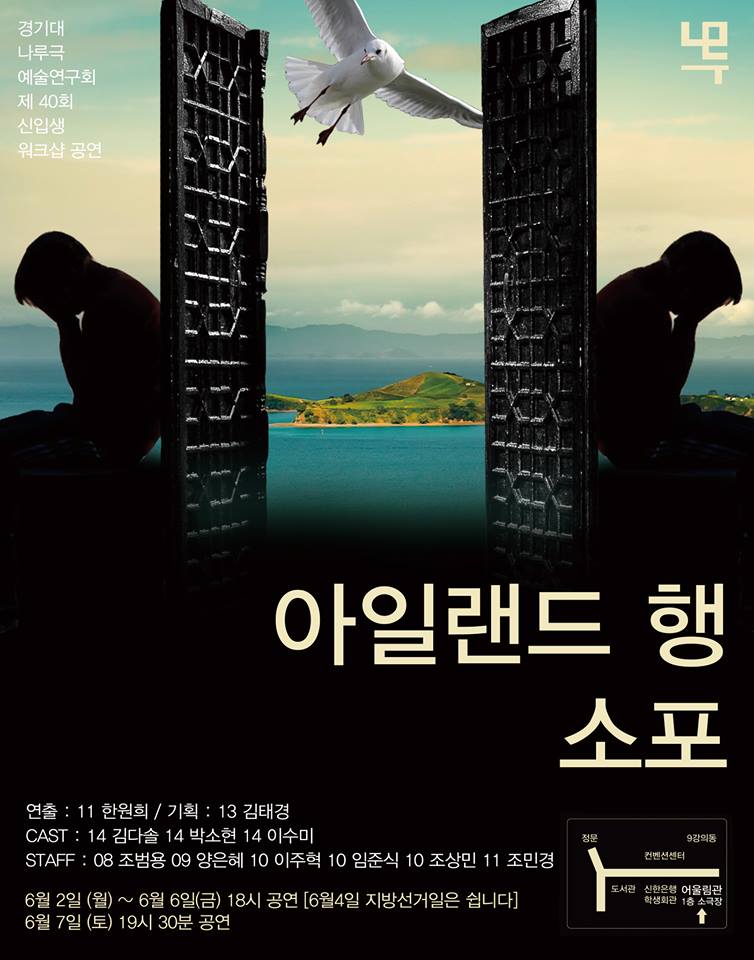 경기대
나루극
예술연구회
제 40회
신입생
워크샵 공연
아일랜드 행
소포
연출 : 11 한원희 / 기획 : 13 김태경
CAST : 14 김다솔 14 박소현 14 이수미
STAFF : 08 조범용 09 양은혜 10 이주혁 10 임준식 10 조상민 11 조민경
6월 2일 (월) ~ 6월 6일(금) 18시 공연 [6월4일 지방선거일은 쉽니다]
6월 7일 (토) 19시 30분 공연
정문
9강의동
컨벤션센터
도서관
신한은행
학생회관
어울림관
1층 소극장